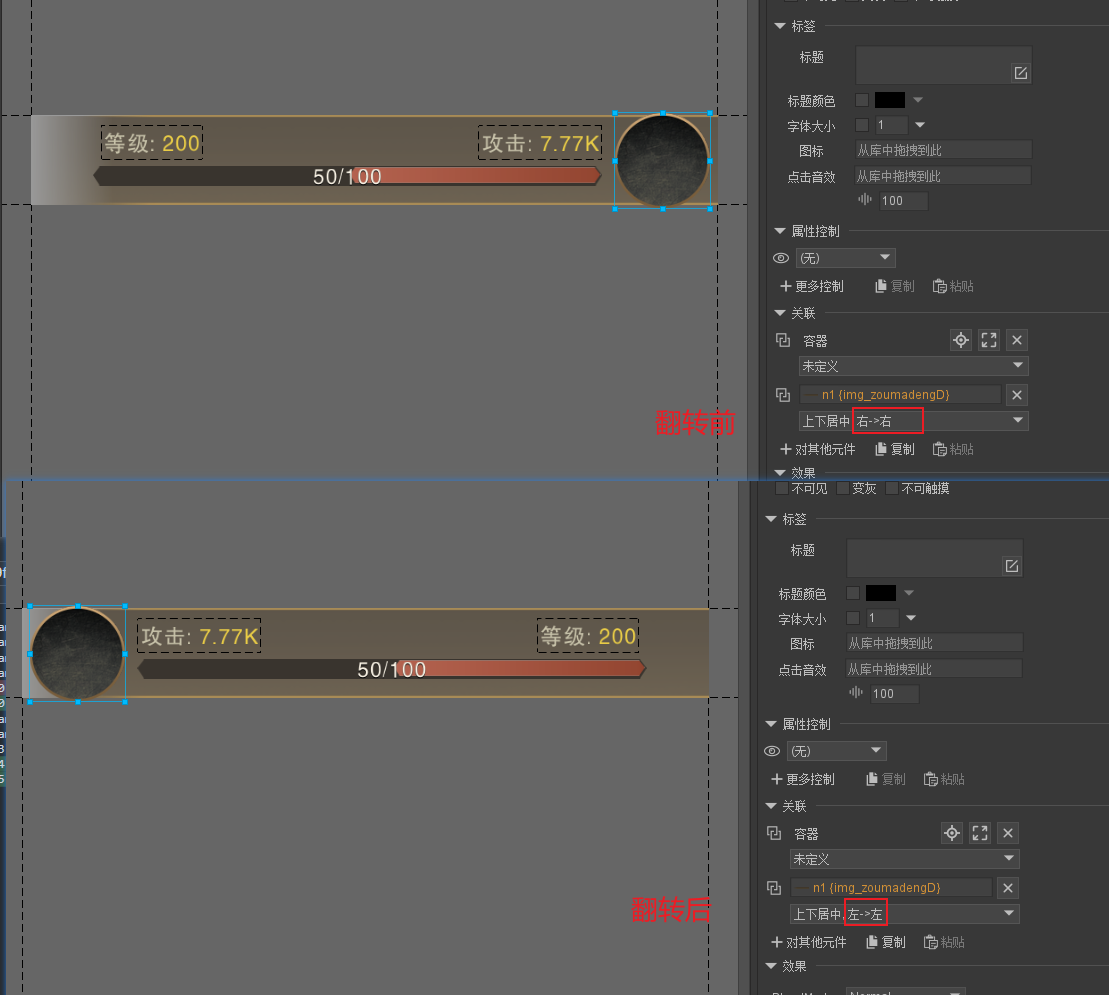 标签
标题
标题颜色
字体大小 1
图标 从库中拖拽到此
点击音效 从库中拖拽到此
100
属性控制
(无)
更多控制 复制 粘贴
关联
容器
未定义
n1 {img_zoumadengD}
上下居中 右->右
对其他元件 复制 粘贴
效果
等级: 200 攻击: 7.77K
50/100
翻转前
不可见 变灰 不可触摸
标签
标题
标题颜色
字体大小 1
图标 从库中拖拽到此
点击音效 从库中拖拽到此
100
属性控制
(无)
更多控制 复制 粘贴
关联
容器
未定义
n1 {img_zoumadengD}
上下居中, 左->左
对其他元件 复制 粘贴
效果
攻击: 7.77K 等级: 200
50/100
翻转后